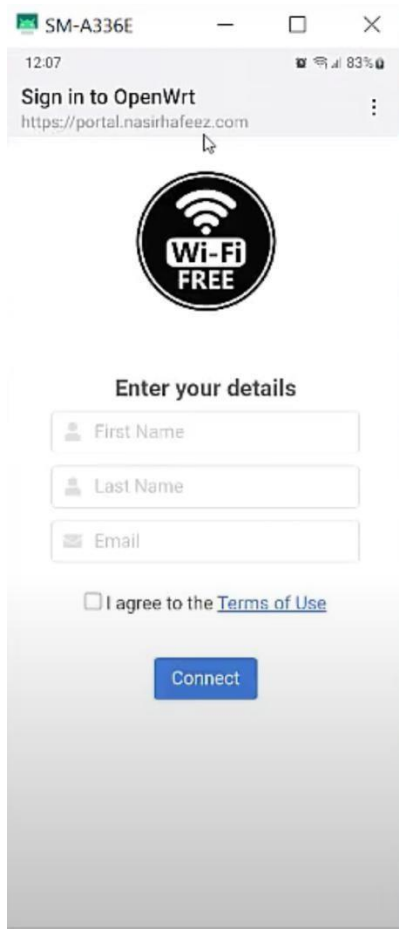 SM-A336E
12:07 83%
Sign in to OpenWrt
https://portal.nasirhafeez.com
Wi-Fi
FREE
Enter your details
First Name
Last Name
Email
I agree to the Terms of Use
Connect